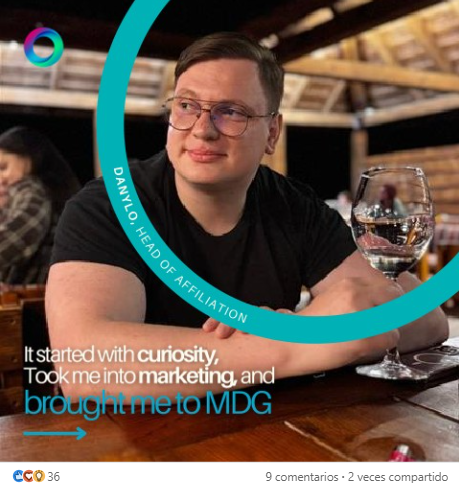 DANYLO, HEAD OF AFFILIATION
It started with curiosity,
Took me into marketing, and
brought me to MDG
36
9 comentarios · 2 veces compartido